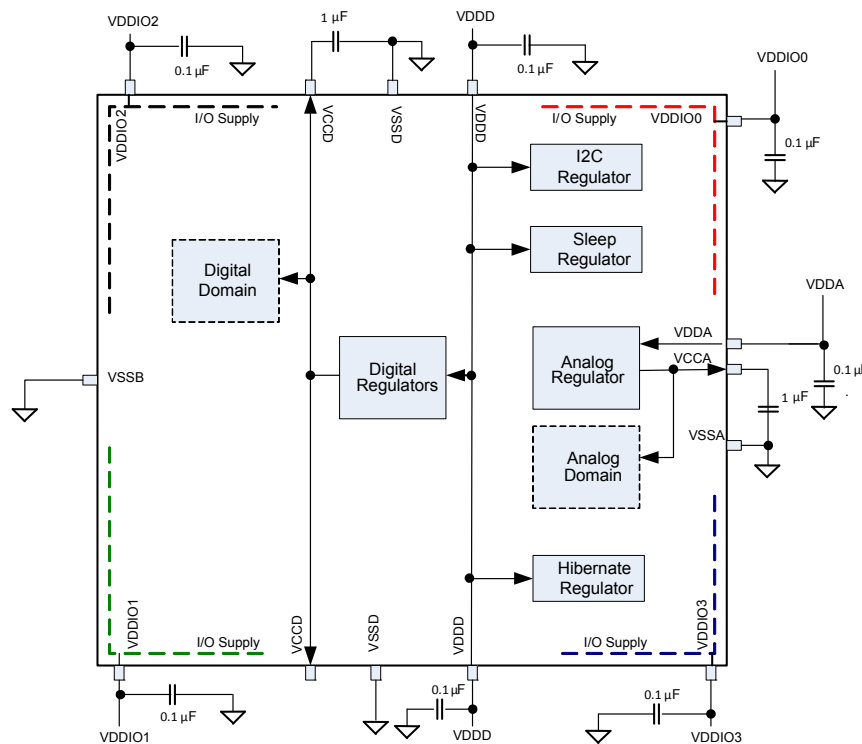 VDDIO2
0.1 µF
1 µF
VDDD
0.1 µF
VDDIO0
0.1 µF
VDDIO2
I/O Supply
VCCD
VSSD
VDDD
I/O Supply
VDDIO0
I2C
Regulator
Sleep
Regulator
Digital
Domain
VDDA
VDDA
VCCA
0.1 µF
1 µF
VSSA
Digital
Regulators
Analog
Regulator
Analog
Domain
VSSB
Hibernate
Regulator
VDDIO1
I/O Supply
VCCD
VSSD
VDDD
I/O Supply
VDDIO3
0.1 µF
VDDIO1
0.1 µF
VDDD
0.1 µF
VDDIO3